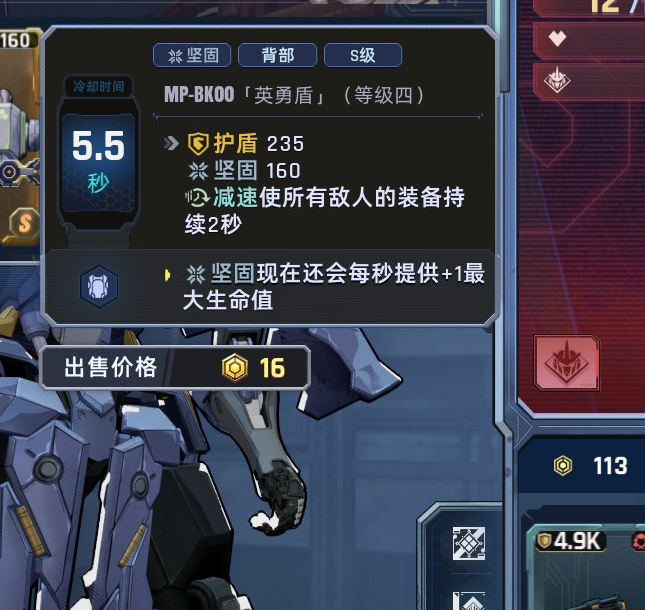 160
坚固 背部 S级
冷却时间
MP-BK00「英勇盾」（等级四）
5.5
秒
护盾 235
坚固 160
减速使所有敌人的装备持
续2秒
坚固现在还会每秒提供+1最
大生命值
出售价格 16
S
113
4.9K